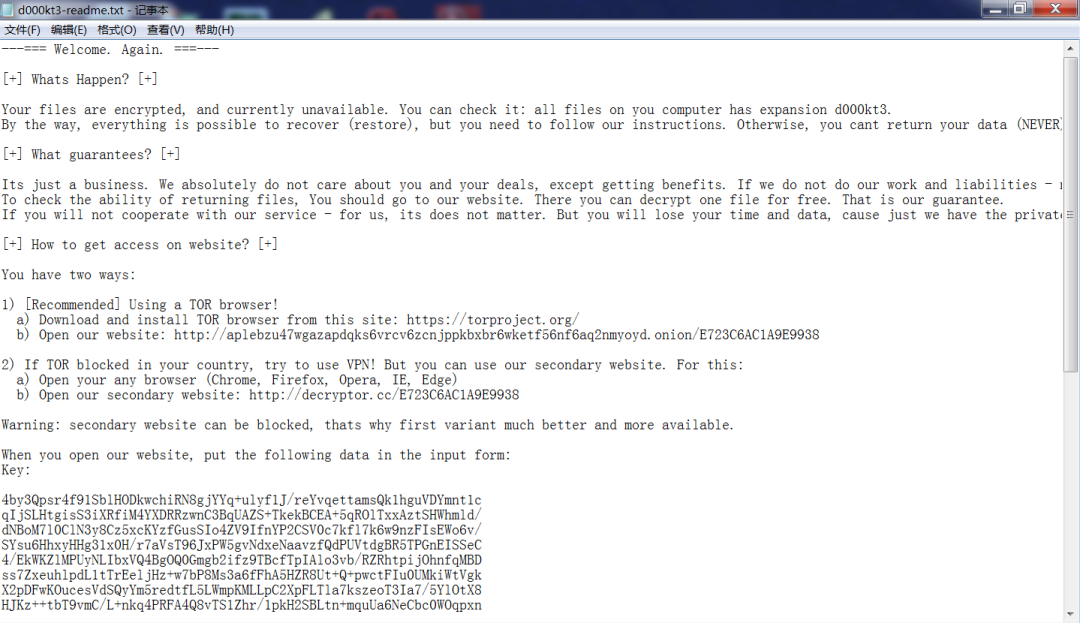 d000kt3-readme.txt - 记事本
文件(F) 编辑(E) 格式(O) 查看(V) 帮助(H)
---=== Welcome. Again. ===---
[+] Whats Happen? [+]
Your files are encrypted, and currently unavailable. You can check it: all files on you computer has expansion d000kt3.
By the way, everything is possible to recover (restore), but you need to follow our instructions. Otherwise, you cant return your data (NEVER)
[+] What guarantees? [+]
Its just a business. We absolutely do not care about you and your deals, except getting benefits. If we do not do our work and liabilities -
To check the ability of returning files, You should go to our website. There you can decrypt one file for free. That is our guarantee.
If you will not cooperate with our service - for us, its does not matter. But you will lose your time and data, cause just we have the private
[+] How to get access on website? [+]
You have two ways:
1) [Recommended] Using a TOR browser!
a) Download and install TOR browser from this site: https://torproject.org/
b) Open our website: http://aplebzu47wgazapdqks6vrcv6zcnjppkbxbr6wketf56nf6aq2nmyoyd.onion/E723C6AC1A9E9938
2) If TOR blocked in your country, try to use VPN! But you can use our secondary website. For this:
a) Open your any browser (Chrome, Firefox, Opera, IE, Edge)
b) Open our secondary website: http://decryptor.cc/E723C6AC1A9E9938
Warning: secondary website can be blocked, thats why first variant much better and more available.
When you open our website, put the following data in the input form:
Key:
4by3Qpsr4f91SblHODkwchiRN8gjYYq+ulyf1J/reYvqettamsQk1hguVDYmnt1c
qIjSLHtgisS3iXRfiM4YXDRRzwnC3BqUAZS+TkekBCEA+5qRO1TxxAztSHWhmld/
dNBoM7l0ClN3y8Cz5xcKYzfGusSIo4ZV9IfnYP2CSV0c7kfl7k6w9nzFIsEWo6v/
SYsu6HhxyHHg31xOH/r7aVsT96JxPW5gvNdxeNaavzfQdPUVtdgBR5TPGnEISSeC
4/EkWKZlMPUyNLIbxVQ4BgOQ0Gmgb2ifz9TBcfTpIAlo3vb/RZRhtpijOhnfqMBD
ss7ZxeuhlpdLltTrEeljHz+w7bP8Ms3a6fFhA5HZR8Ut+Q+pwctFIu0UMkiWtVgk
X2pDFwKOucesVdSQyYm5redtfL5LWmpKMLLpC2XpFLTla7kszeoT3Ia7/5YlOtX8
HJKz++tbT9vmC/L+nkq4PRFA4Q8vTS1Zhr/lpkH2SBLtn+mquUa6NeCbc0WOqpxn